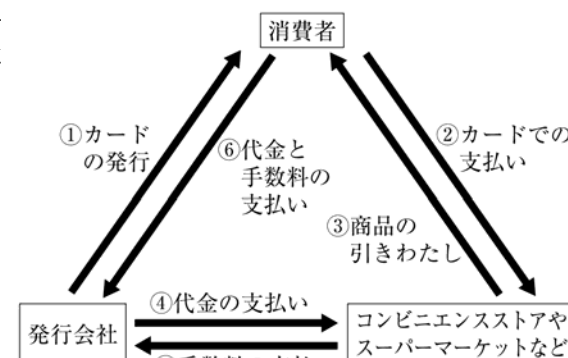 消費者
①カード
の発行
⑥代金と
手数料の
支払い
②カードでの
支払い
③商品の
引きわたし
④代金の支払い
発行会社
コンビニエンスストアや
スーパーマーケットなど